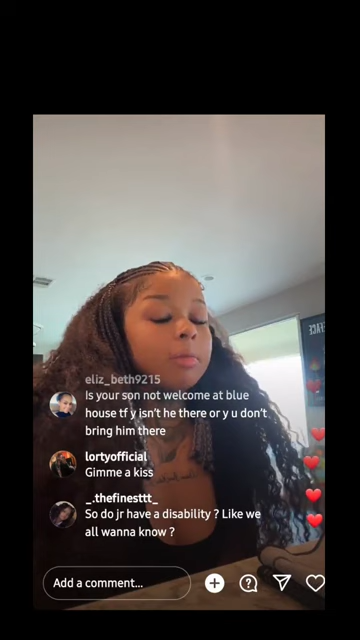 FACE
eliz_beth9215
Is your son not welcome at blue
house tf y isn't he there or y u don't
bring him there
lortyofficial
Gimme a kiss
_.thefinesttt_
So do jr have a disability ? Like we
all wanna know ?
Add a comment...